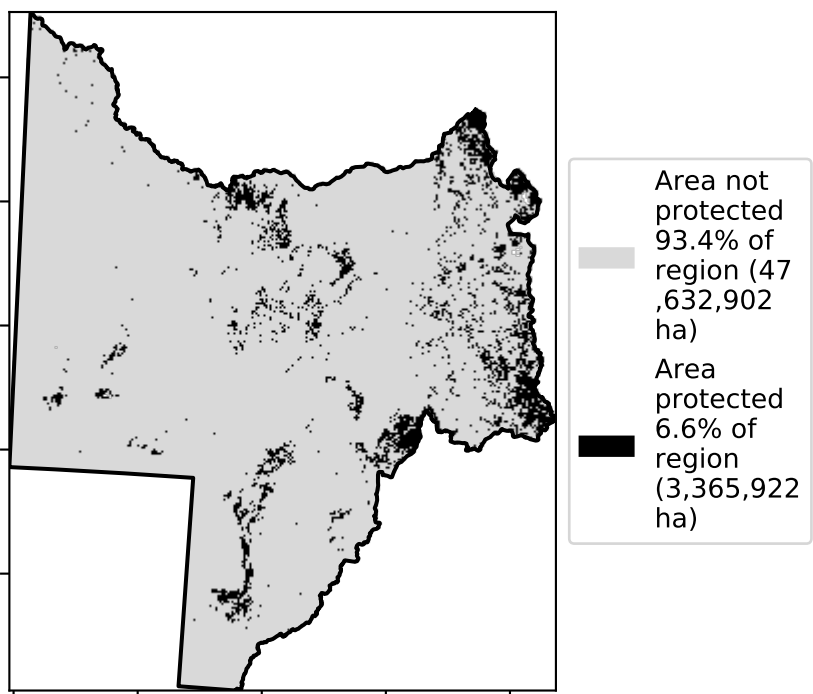 Area not
protected
93.4% of
region (47
,632,902
ha)
Area
protected
6.6% of
region
(3,365,922
ha)